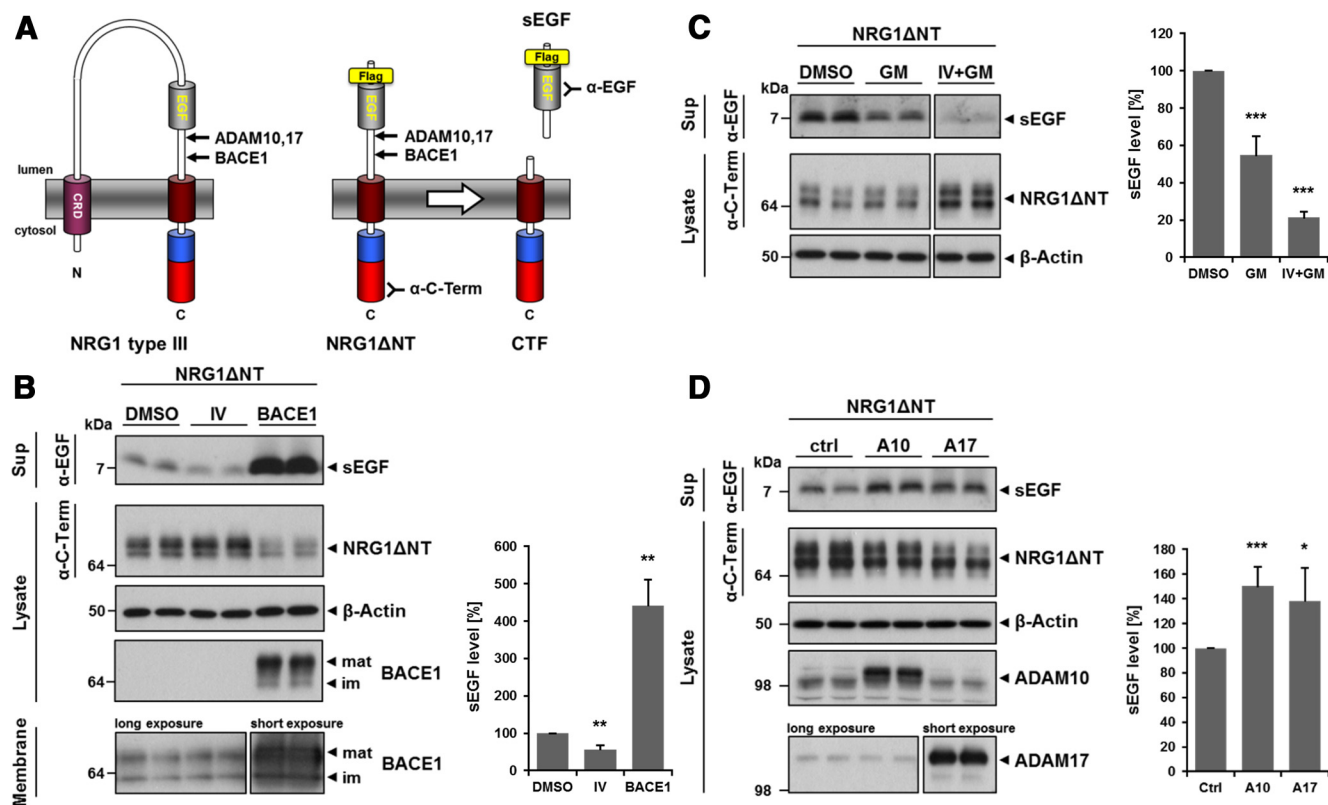 A
sEGF
Flag
EGF
α-EGF
Flag
EGF
EGF
ADAM10,17
BACE1
ADAM10,17
BACE1
lumen
CRD
cytosol
N
α-C-Term
C
C
C
NRG1 type III
NRG1ΔNT
CTF
B
NRG1ΔNT
DMSO IV BACE1
kDa
Sup
α-EGF
7
sEGF
Lysate
α-C-Term
64
NRG1ΔNT
50
β-Actin
64
mat
im
BACE1
Membrane
long exposure
short exposure
64
mat
im
BACE1
sEGF level [%]
600
500
400
300
200
100
0
**
**
DMSO IV BACE1
C
NRG1ΔNT
DMSO GM IV+GM
kDa
Sup
α-EGF
7
sEGF
Lysate
α-C-Term
64
NRG1ΔNT
50
β-Actin
sEGF level [%]
120
100
80
60
40
20
0
***
***
DMSO GM IV+GM
D
NRG1ΔNT
ctrl A10 A17
kDa
Sup
α-EGF
7
sEGF
Lysate
α-C-Term
64
NRG1ΔNT
50
β-Actin
98
ADAM10
long exposure
short exposure
98
ADAM17
sEGF level [%]
180
160
140
120
100
80
60
40
20
0
***
*
Ctrl A10 A17